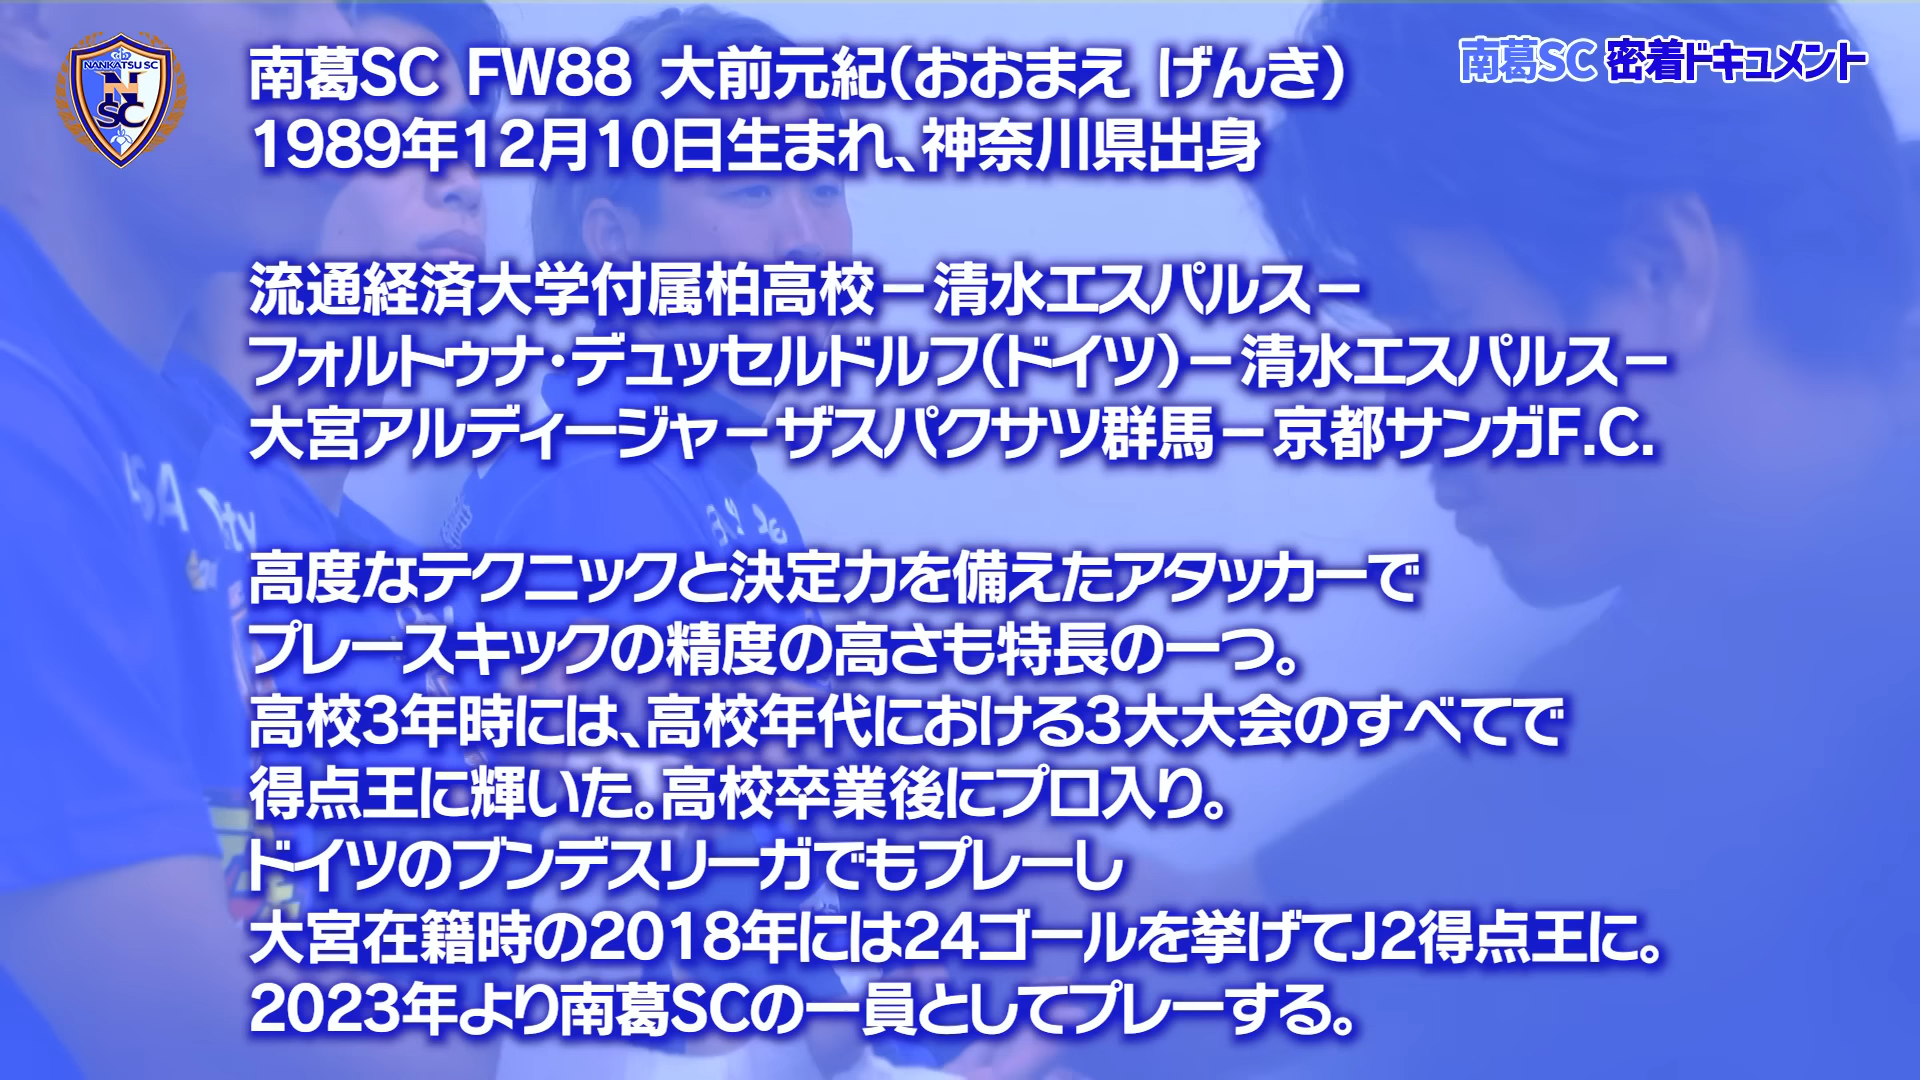 NANKATSU SC
N
SC
南葛SC FW88 大前元紀(おおまえ げんき)
南葛SC 密着ドキュメント
1989年12月10日生まれ、神奈川県出身
流通経済大学付属柏高校－清水エスパルス－
フォルトゥナ・デュッセルドルフ(ドイツ)－清水エスパルス－
大宮アルディージャ－ザスパクサツ群馬－京都サンガF.C.
高度なテクニックと決定力を備えたアタッカーで
プレースキックの精度の高さも特長の一つ。
高校3年時には、高校年代における3大大会のすべてで
得点王に輝いた。高校卒業後にプロ入り。
ドイツのブンデスリーガでもプレーし
大宮在籍時の2018年には24ゴールを挙げてJ2得点王に。
2023年より南葛SCの一員としてプレーする。